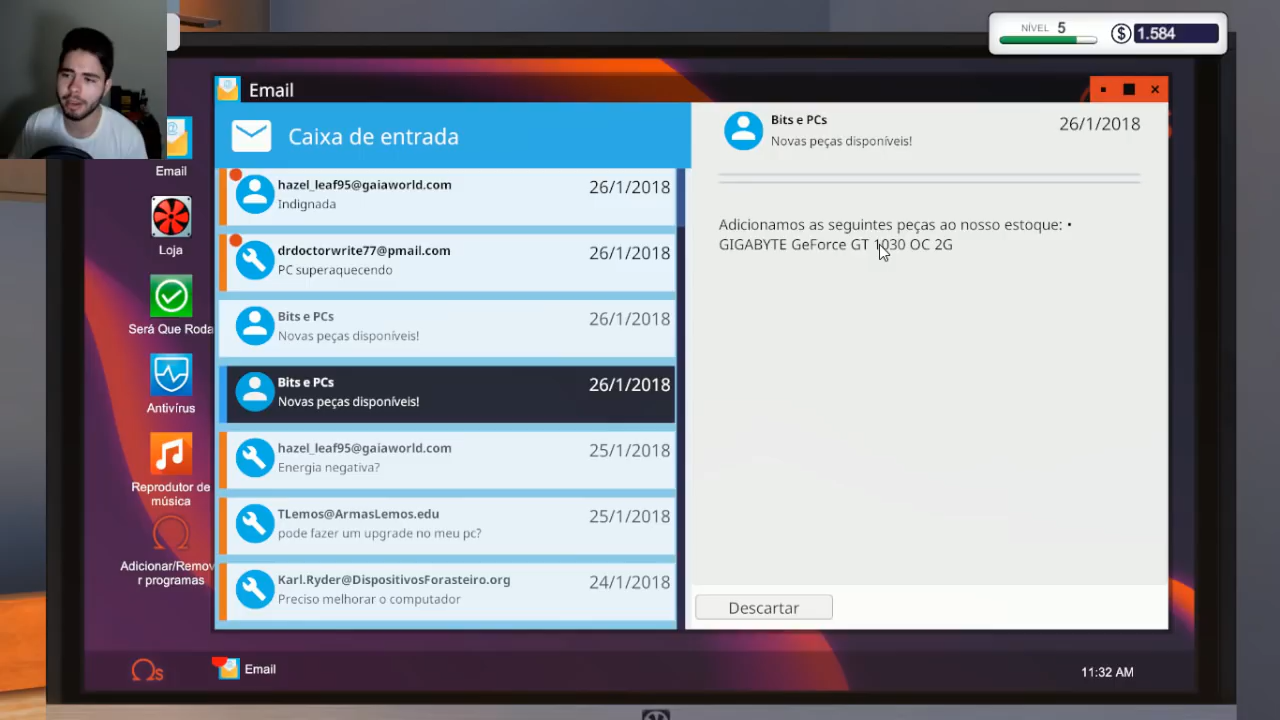 NÍVEL 5
$ 1.584
Email
Caixa de entrada
hazel_leaf95@gaiaworld.com 26/1/2018
Indignada
drdoctorwrite77@pmail.com 26/1/2018
PC superaquecendo
Bits e PCs 26/1/2018
Novas peças disponíveis!
Bits e PCs 26/1/2018
Novas peças disponíveis!
hazel_leaf95@gaiaworld.com 25/1/2018
Energia negativa?
TLemos@ArmasLemos.edu 25/1/2018
pode fazer um upgrade no meu pc?
Karl.Ryder@DispositivosForasteiro.org 24/1/2018
Preciso melhorar o computador
Bits e PCs 26/1/2018
Novas peças disponíveis!
Adicionamos as seguintes peças ao nosso estoque: •
GIGABYTE GeForce GT 1030 OC 2G
Descartar
Email
Loja
Será Que Roda
Antivírus
Reprodutor de
música
Adicionar/Remov
r programas
Ωs
Email
11:32 AM